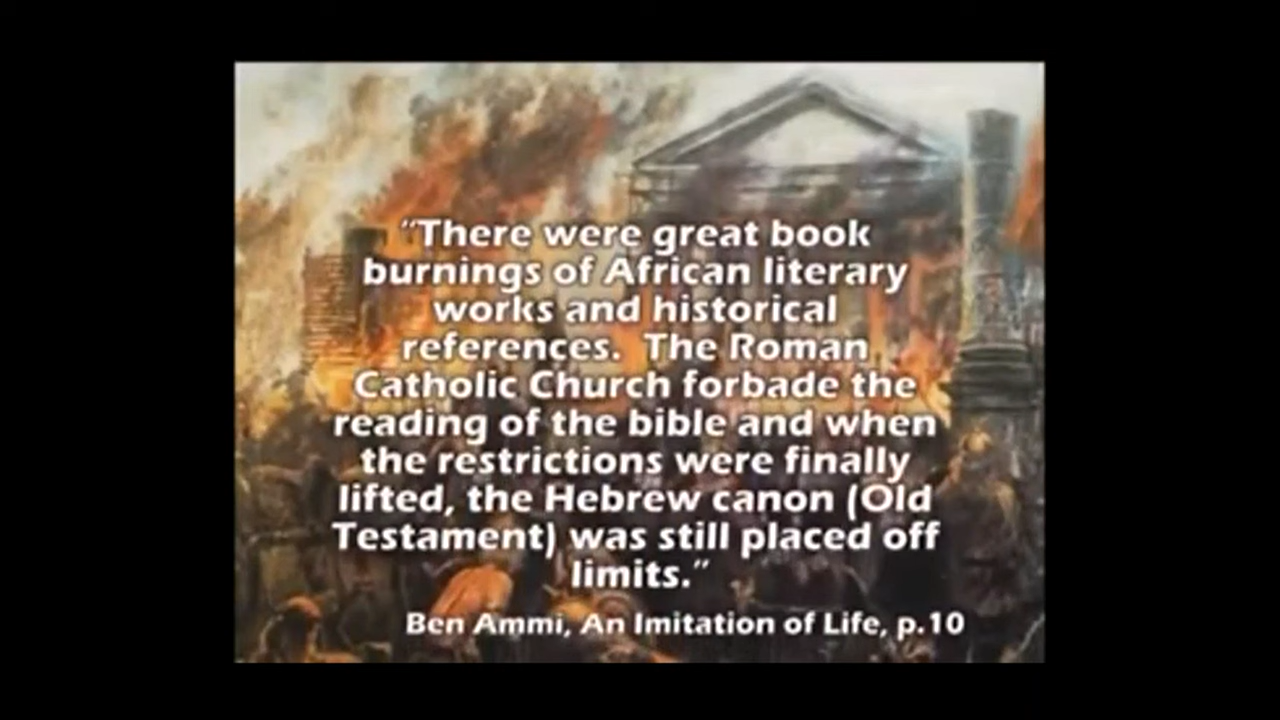 “There were great book
burnings of African literary
works and historical
references.  The Roman
Catholic Church forbade the
reading of the bible and when
the restrictions were finally
lifted, the Hebrew canon (Old
Testament) was still placed off
limits.”
Ben Ammi, An Imitation of Life, p.10